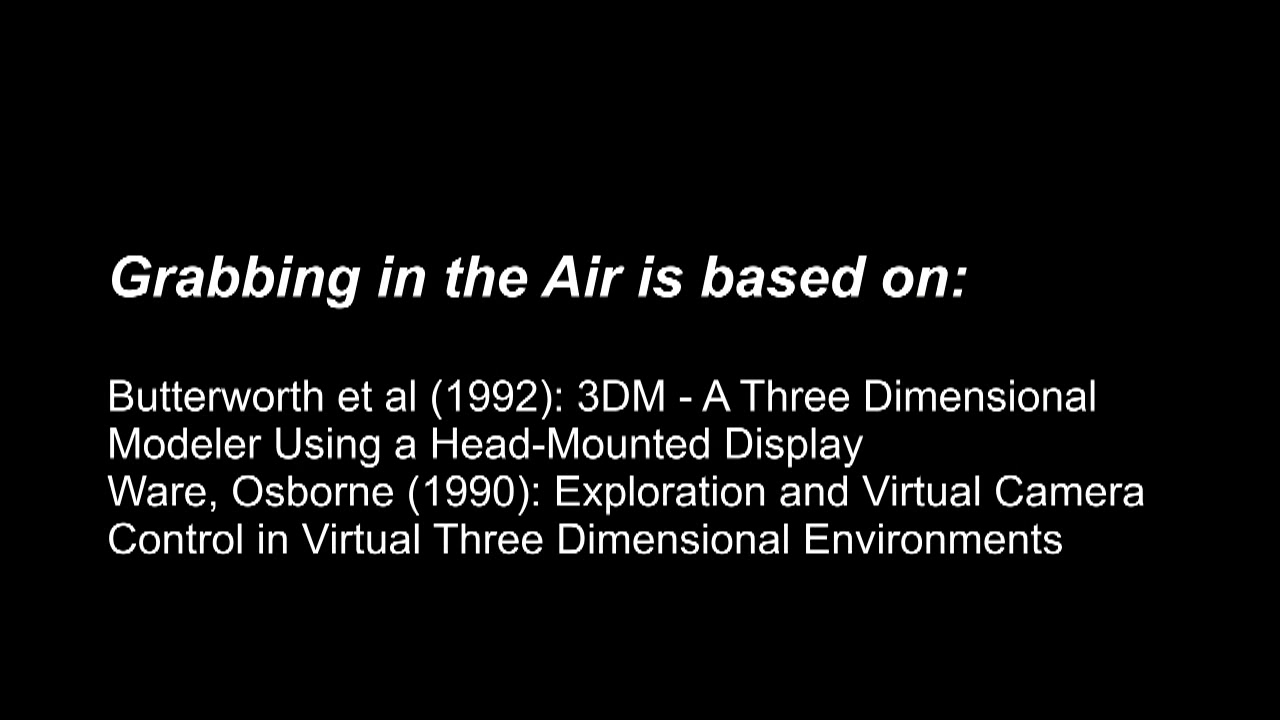 Grabbing in the Air is based on:
Butterworth et al (1992): 3DM - A Three Dimensional
Modeler Using a Head-Mounted Display
Ware, Osborne (1990): Exploration and Virtual Camera
Control in Virtual Three Dimensional Environments